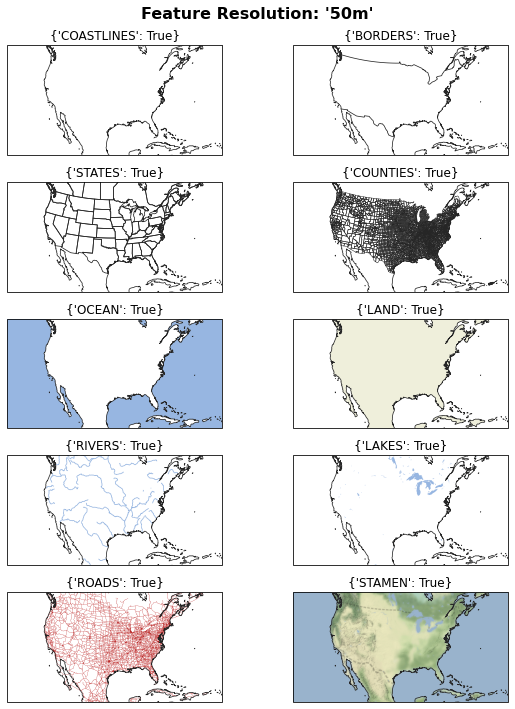 Feature Resolution: '50m'
{'COASTLINES': True}
{'BORDERS': True}
{'STATES': True}
{'COUNTIES': True}
{'OCEAN': True}
{'LAND': True}
{'RIVERS': True}
{'LAKES': True}
{'ROADS': True}
{'STAMEN': True}